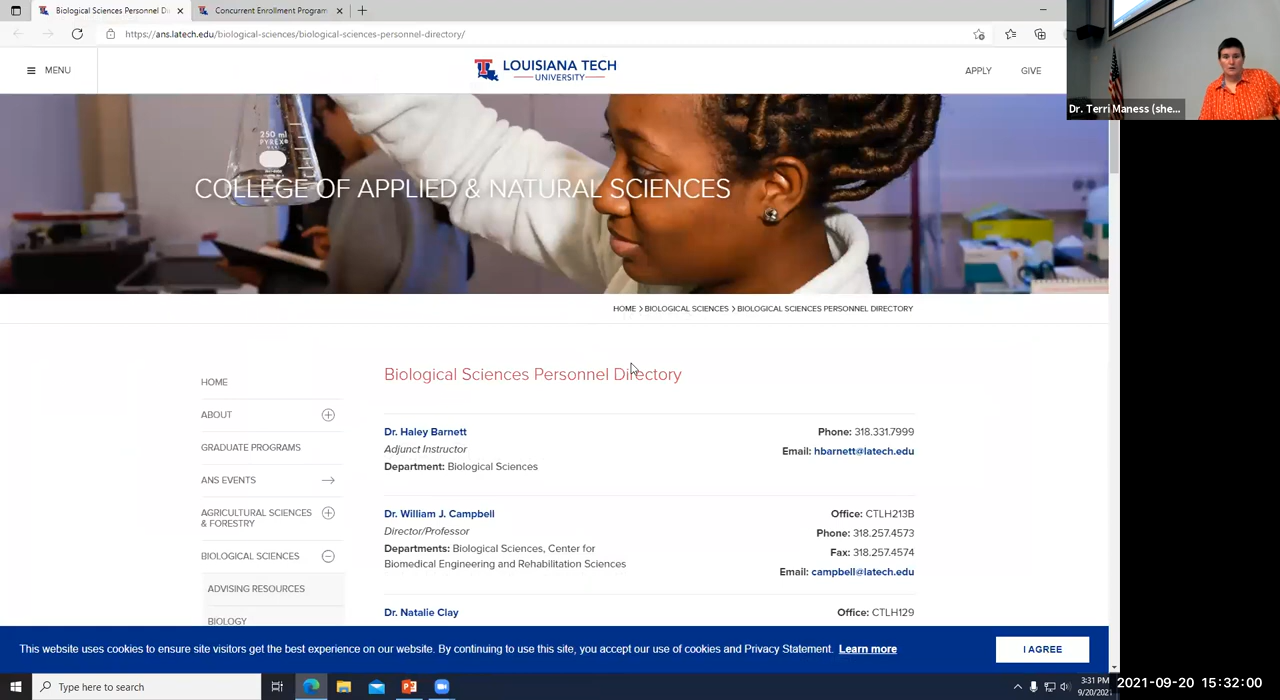 Biological Sciences Personnel Di
Concurrent Enrollment Program
https://ans.latech.edu/biological-sciences/biological-sciences-personnel-directory/
MENU
LOUISIANA TECH
UNIVERSITY
APPLY
GIVE
Dr. Terri Maness (she...
250 ml
PYREX
COLLEGE OF APPLIED & NATURAL SCIENCES
HOME > BIOLOGICAL SCIENCES > BIOLOGICAL SCIENCES PERSONNEL DIRECTORY
HOME
ABOUT
GRADUATE PROGRAMS
ANS EVENTS
AGRICULTURAL SCIENCES
& FORESTRY
BIOLOGICAL SCIENCES
ADVISING RESOURCES
BIOLOGY
Biological Sciences Personnel Directory
Dr. Haley Barnett
Adjunct Instructor
Department: Biological Sciences
Phone: 318.331.7999
Email: hbarnett@latech.edu
Dr. William J. Campbell
Director/Professor
Departments: Biological Sciences, Center for
Biomedical Engineering and Rehabilitation Sciences
Office: CTLH213B
Phone: 318.257.4573
Fax: 318.257.4574
Email: campbell@latech.edu
Dr. Natalie Clay
Office: CTLH129
This website uses cookies to ensure site visitors get the best experience on our website. By continuing to use this site, you accept our use of cookies and Privacy Statement. Learn more
I AGREE
Type here to search
3:31 PM
9/20/202
2021-09-20 15:32:00